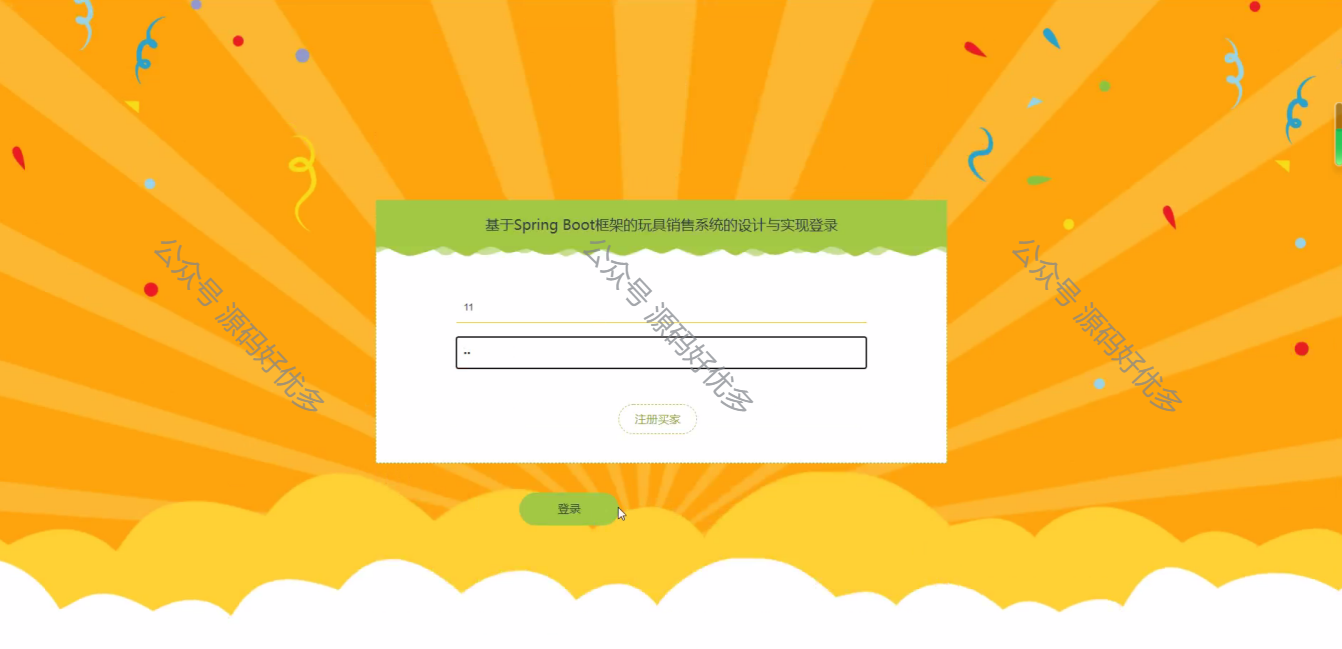 基于Spring Boot框架的玩具销售系统的设计与实现登录
公众号 源码好优多
公众号 源码好优多
公众号 源码好优多
11
注册买家
登录